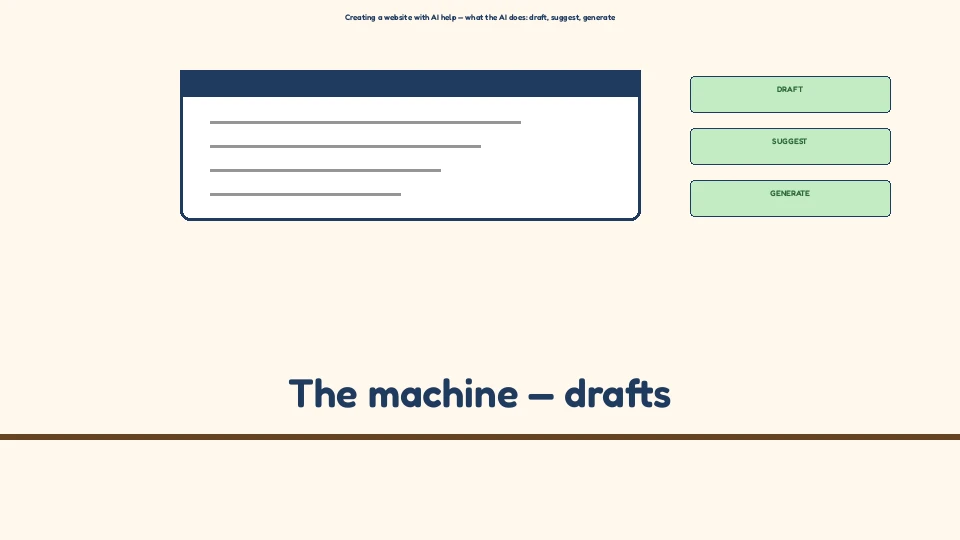 Creating a website with AI help — what the AI does: draft, suggest, generate
DRAFT
SUGGEST
GENERATE
The machine — drafts